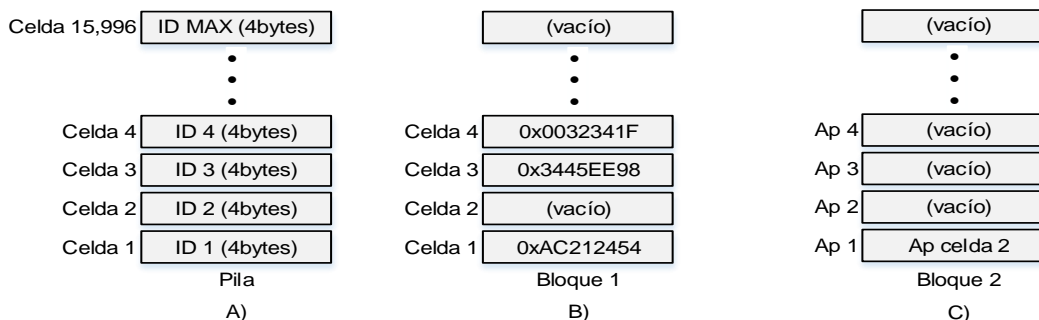 Celda 15,996 ID MAX (4bytes) (vacío) (vacío)
Celda 4 ID 4 (4bytes) Celda 4 0x0032341F Ap 4 (vacío)
Celda 3 ID 3 (4bytes) Celda 3 0x3445EE98 Ap 3 (vacío)
Celda 2 ID 2 (4bytes) Celda 2 (vacío) Ap 2 (vacío)
Celda 1 ID 1 (4bytes) Celda 1 0xAC212454 Ap 1 Ap celda 2
Pila Bloque 1 Bloque 2
A) B) C)